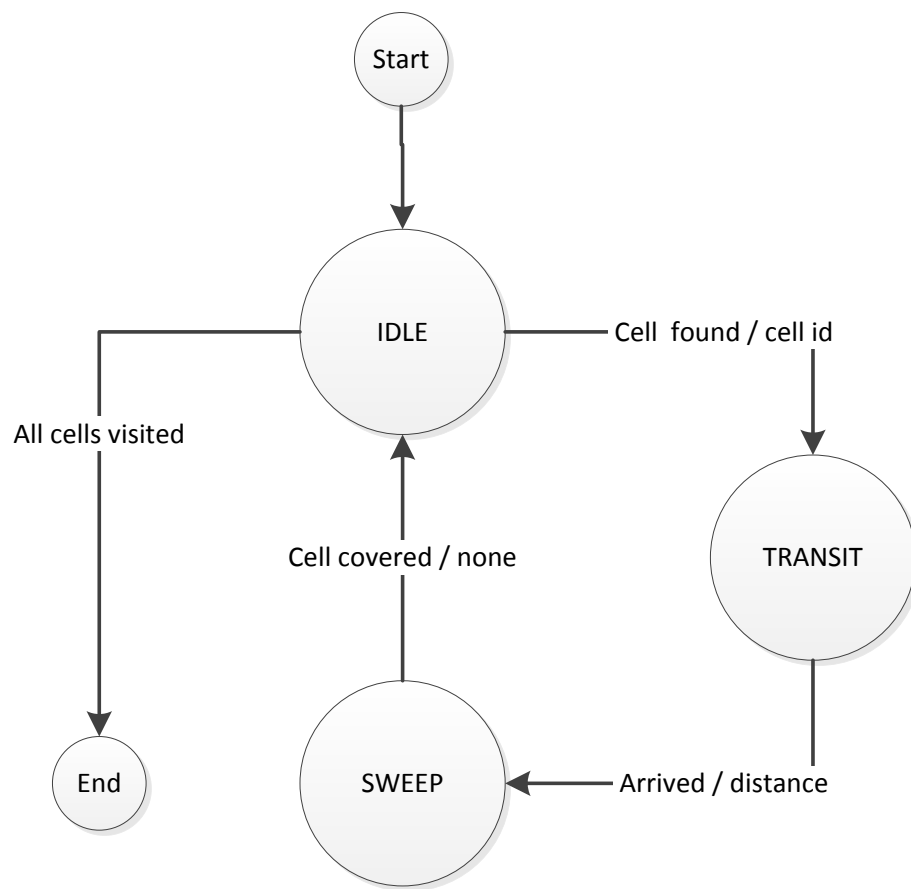 Start
IDLE
Cell found / cell id
All cells visited
Cell covered / none
TRANSIT
End
SWEEP
Arrived / distance